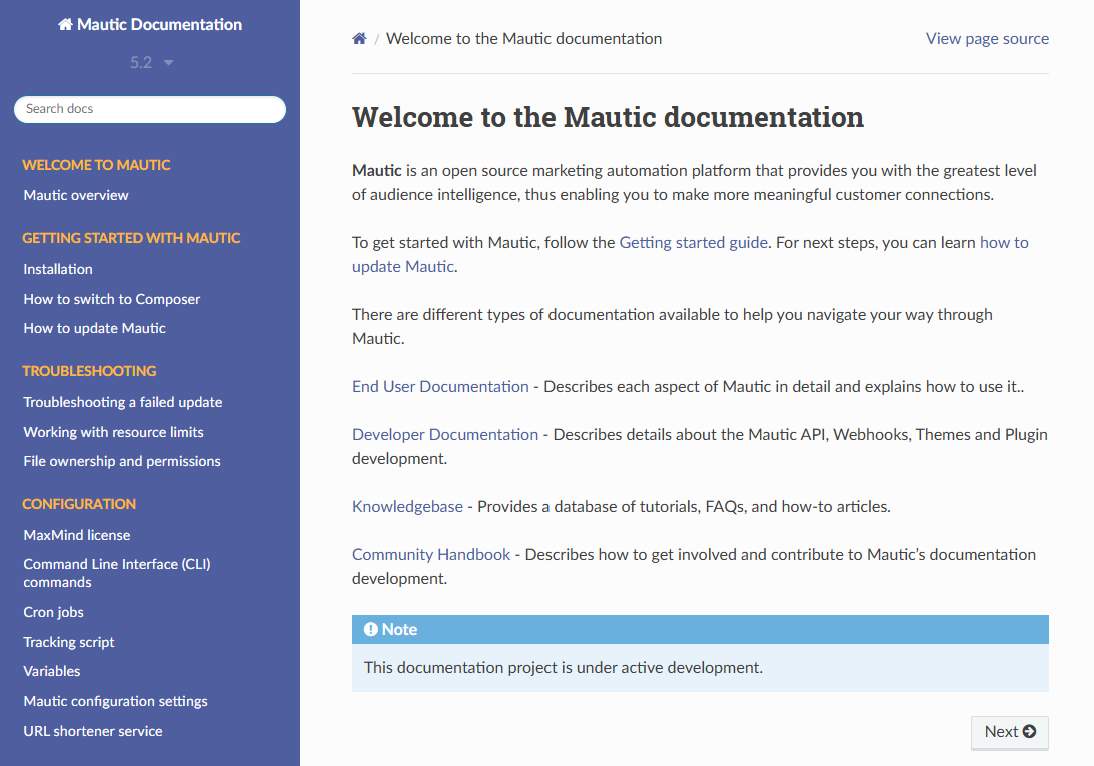 Mautic Documentation
5.2
Search docs
WELCOME TO MAUTIC
Mautic overview
GETTING STARTED WITH MAUTIC
Installation
How to switch to Composer
How to update Mautic
TROUBLESHOOTING
Troubleshooting a failed update
Working with resource limits
File ownership and permissions
CONFIGURATION
MaxMind license
Command Line Interface (CLI)
commands
Cron jobs
Tracking script
Variables
Mautic configuration settings
URL shortener service
/ Welcome to the Mautic documentation
View page source
Welcome to the Mautic documentation
Mautic is an open source marketing automation platform that provides you with the greatest level
of audience intelligence, thus enabling you to make more meaningful customer connections.
To get started with Mautic, follow the Getting started guide. For next steps, you can learn how to
update Mautic.
There are different types of documentation available to help you navigate your way through
Mautic.
End User Documentation - Describes each aspect of Mautic in detail and explains how to use it..
Developer Documentation - Describes details about the Mautic API, Webhooks, Themes and Plugin
development.
Knowledgebase - Provides a database of tutorials, FAQs, and how-to articles.
Community Handbook - Describes how to get involved and contribute to Mautic’s documentation
development.
Note
This documentation project is under active development.
Next